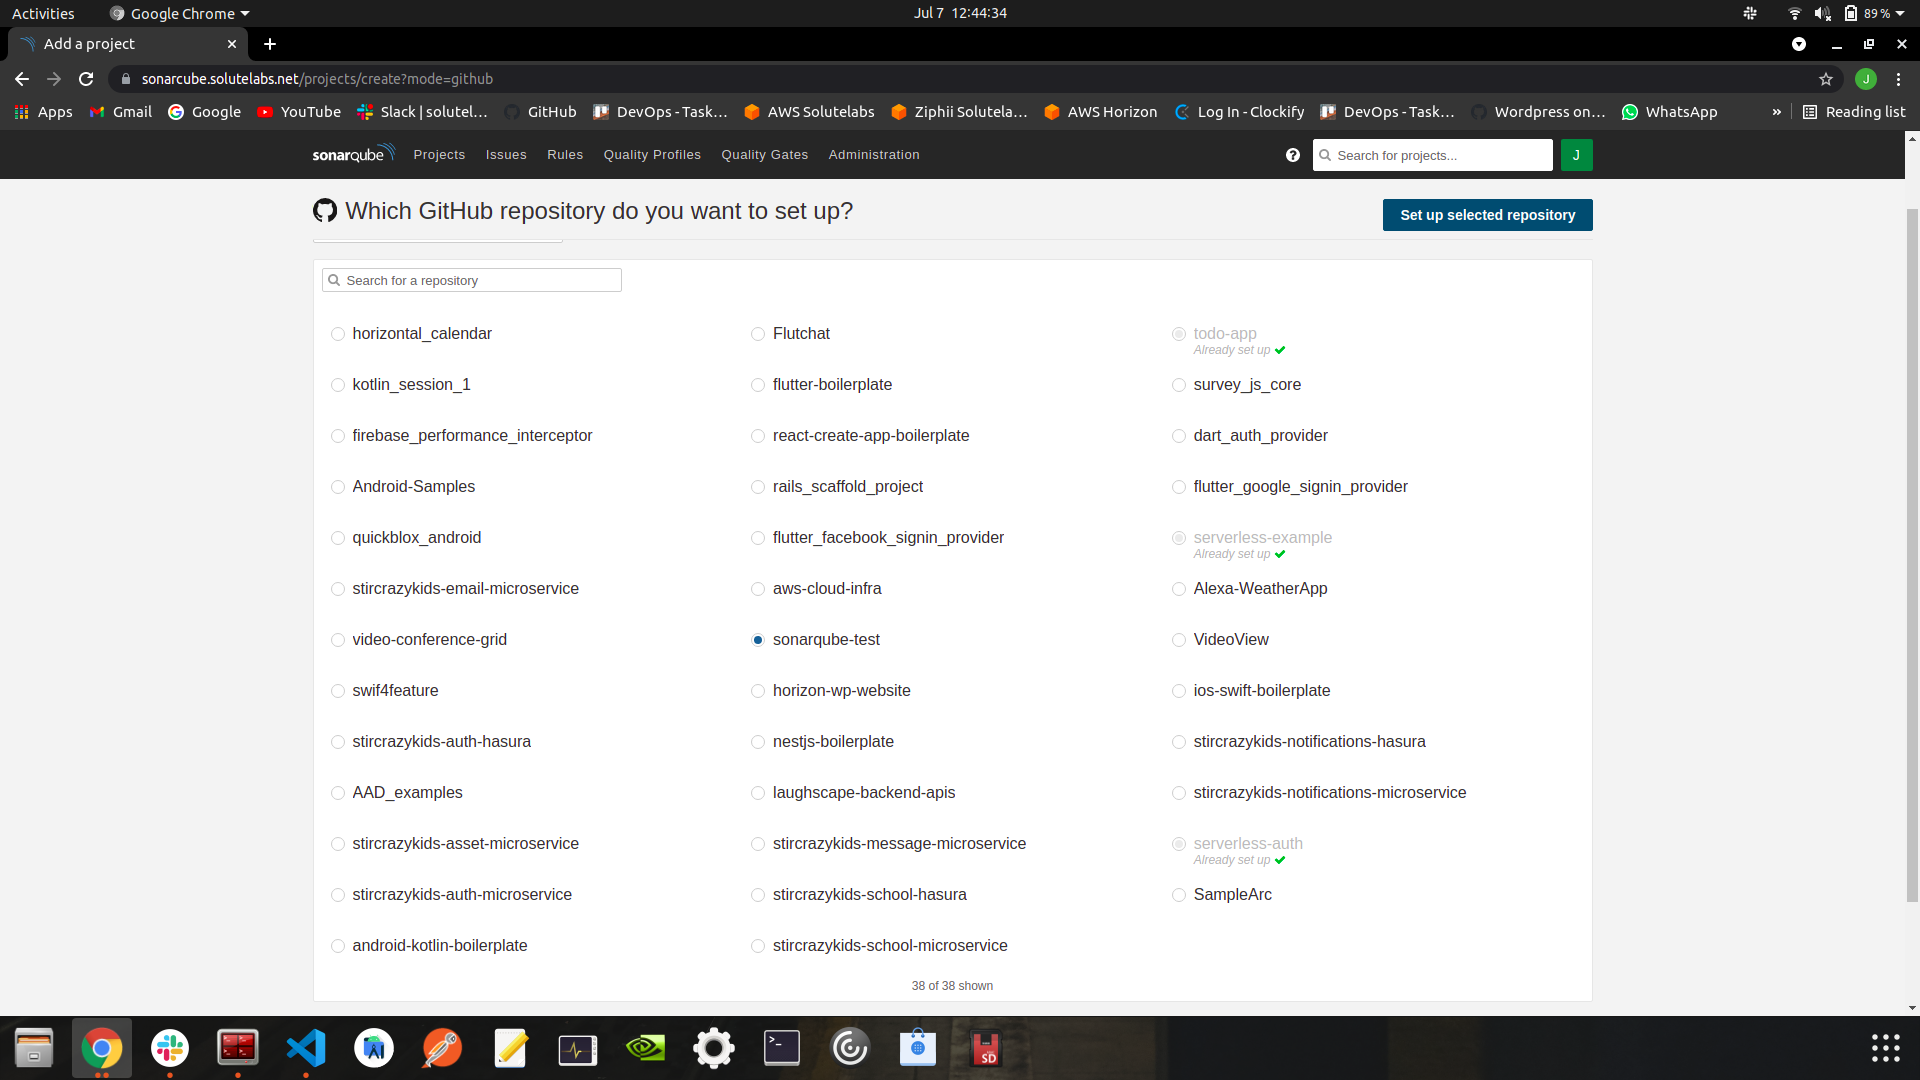 Activities
Google Chrome
Jul 7 12:44:34
89 %
Add a project
sonarcube.solutelabs.net/projects/create?mode=github
J
Apps
Gmail
Google
YouTube
Slack | solutel...
GitHub
DevOps - Task...
AWS Solutelabs
Ziphii Solutela...
AWS Horizon
Log In - Clockify
DevOps - Task...
Wordpress on...
WhatsApp
»
Reading list
sonarqube
Projects
Issues
Rules
Quality Profiles
Quality Gates
Administration
?
Search for projects...
J
Which GitHub repository do you want to set up?
Set up selected repository
Search for a repository
horizontal_calendar
Flutchat
todo-app
Already set up
kotlin_session_1
flutter-boilerplate
survey_js_core
firebase_performance_interceptor
react-create-app-boilerplate
dart_auth_provider
Android-Samples
rails_scaffold_project
flutter_google_signin_provider
quickblox_android
flutter_facebook_signin_provider
serverless-example
Already set up
stircrazykids-email-microservice
aws-cloud-infra
Alexa-WeatherApp
video-conference-grid
sonarqube-test
VideoView
swif4feature
horizon-wp-website
ios-swift-boilerplate
stircrazykids-auth-hasura
nestjs-boilerplate
stircrazykids-notifications-hasura
AAD_examples
laughscape-backend-apis
stircrazykids-notifications-microservice
stircrazykids-asset-microservice
stircrazykids-message-microservice
serverless-auth
Already set up
stircrazykids-auth-microservice
stircrazykids-school-hasura
SampleArc
android-kotlin-boilerplate
stircrazykids-school-microservice
38 of 38 shown
SD